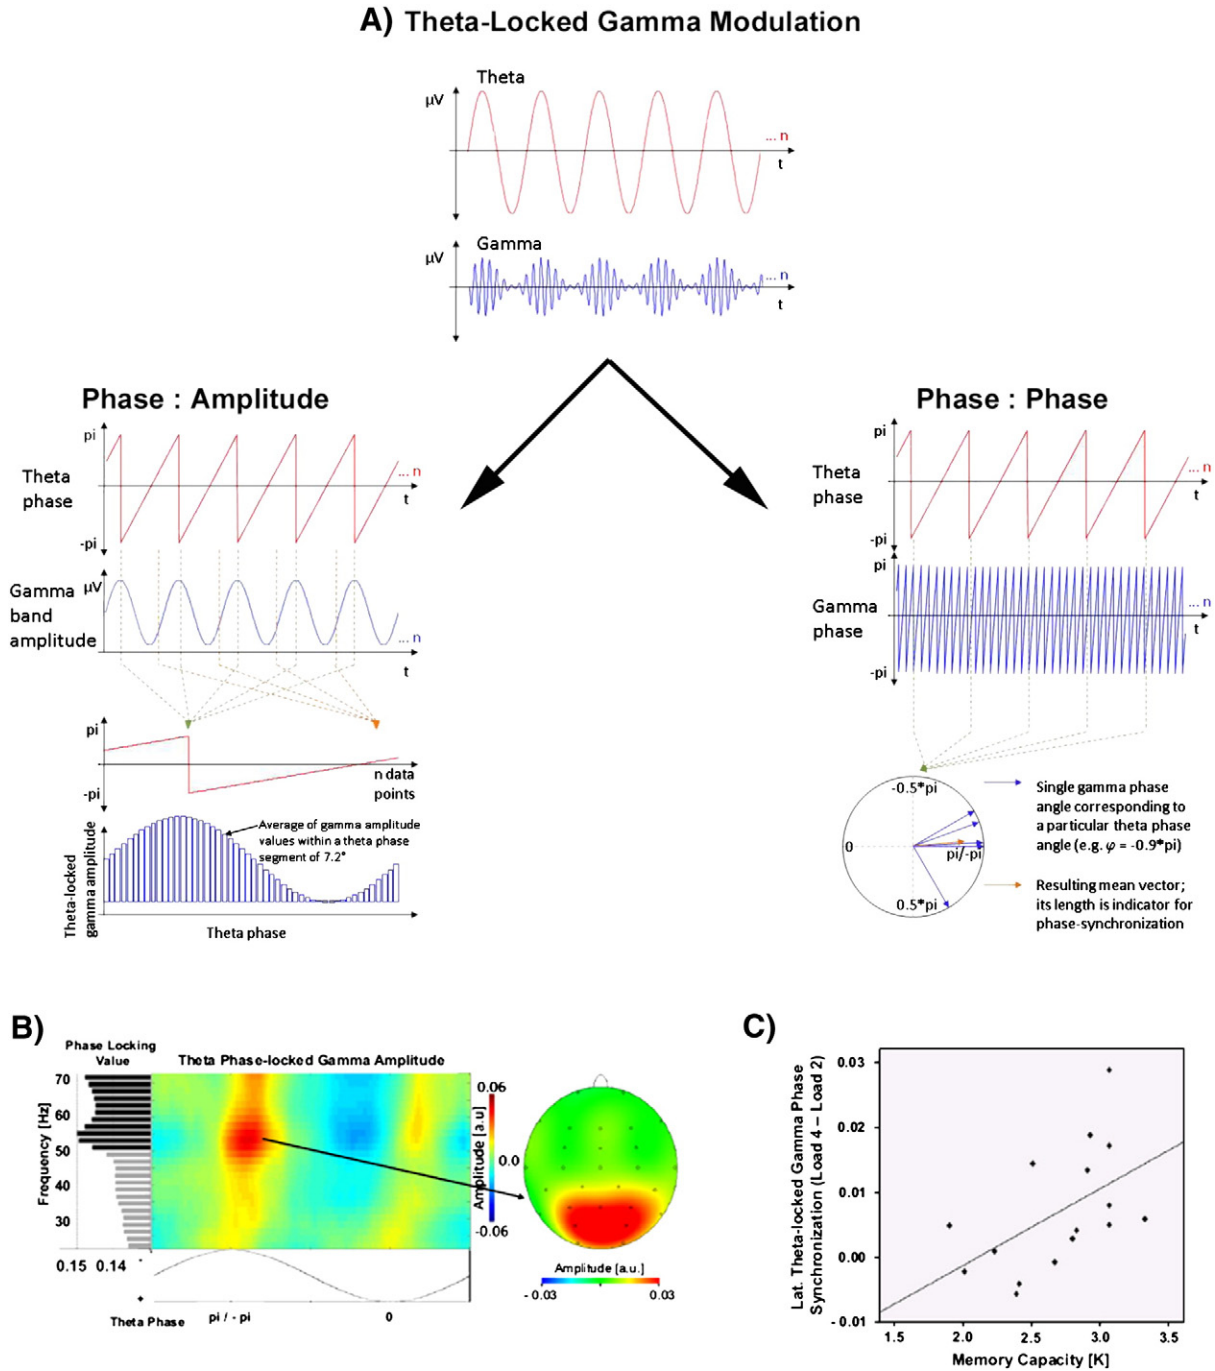 A) Theta-Locked Gamma Modulation
Theta
µV
... n
t
Gamma
µV
... n
t
Phase : Amplitude
pi
Theta
phase
... n
t
-pi
Gamma
band
amplitude
µV
... n
t
pi
-pi
n data
points
Theta-locked
gamma amplitude
Average of gamma amplitude
values within a theta phase
segment of 7.2°
Theta phase
Phase : Phase
pi
Theta
phase
... n
t
-pi
pi
Gamma
phase
... n
t
-pi
-0.5*pi
0
pi/-pi
0.5*pi
Single gamma phase
angle corresponding to
a particular theta phase
angle (e.g. φ = -0.9*pi)
Resulting mean vector;
its length is indicator for
phase-synchronization
B)
Phase Locking
Value
Theta Phase-locked Gamma Amplitude
Frequency [Hz]
70
60
50
40
30
0.15 0.14
Theta Phase
pi / - pi
0
0.06
0.0
-0.06
Amplitude [a.u]
Amplitude [a.u.]
- 0.03
0.03
C)
Lat. Theta-locked Gamma Phase
Synchronization (Load 4 – Load 2)
0.03
0.02
0.01
0.00
- 0.01
1.5 2.0 2.5 3.0 3.5
Memory Capacity [K]